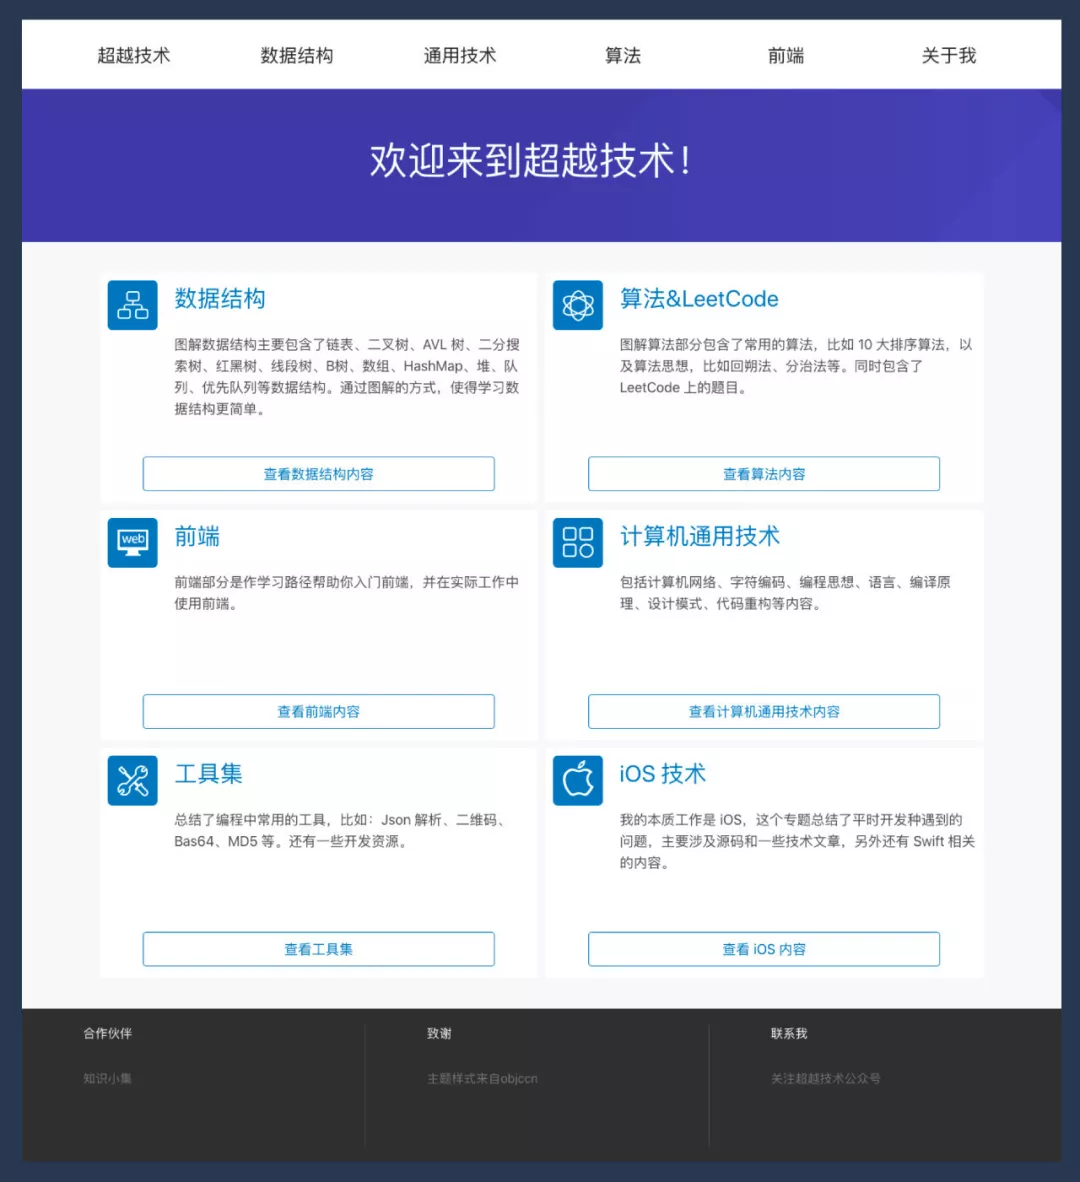 超越技术 数据结构 通用技术 算法 前端 关于我
欢迎来到超越技术！
数据结构
图解数据结构主要包含了链表、二叉树、AVL 树、二分搜
索树、红黑树、线段树、B树、数组、HashMap、堆、队
列、优先队列等数据结构。通过图解的方式，使得学习数
据结构更简单。
查看数据结构内容
算法&LeetCode
图解算法部分包含了常用的算法，比如 10 大排序算法，以
及算法思想，比如回朔法、分治法等。同时包含了
LeetCode 上的题目。
查看算法内容
web
前端
前端部分是作学习路径帮助你入门前端，并在实际工作中
使用前端。
查看前端内容
计算机通用技术
包括计算机网络、字符编码、编程思想、语言、编译原
理、设计模式、代码重构等内容。
查看计算机通用技术内容
工具集
总结了编程中常用的工具，比如：Json 解析、二维码、
Bas64、MD5 等。还有一些开发资源。
查看工具集
iOS 技术
我的本质工作是 iOS，这个专题总结了平时开发种遇到的
问题，主要涉及源码和一些技术文章，另外还有 Swift 相关
的内容。
查看 iOS 内容
合作伙伴
知识小集
致谢
主题样式来自objccn
联系我
关注超越技术公众号